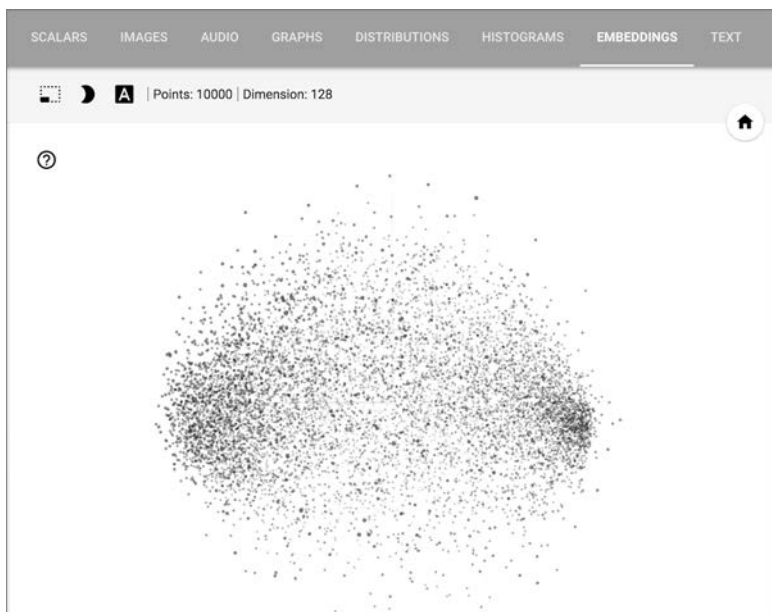 SCALARS IMAGES AUDIO GRAPHS DISTRIBUTIONS HISTOGRAMS EMBEDDINGS TEXT
A | Points: 10000 | Dimension: 128
?